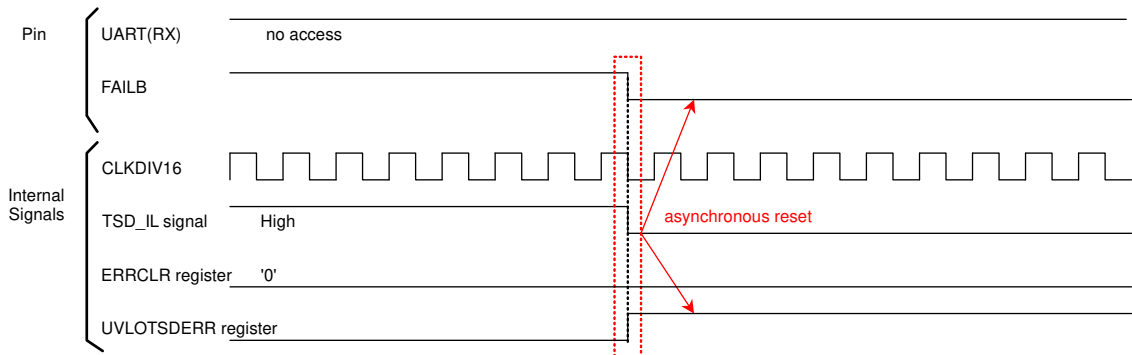 Pin
UART(RX)
no access
FAILB
CLKDIV16
Internal
Signals
TSD_IL signal
High
asynchronous reset
ERRCLR register
'0'
UVLOTSDERR register